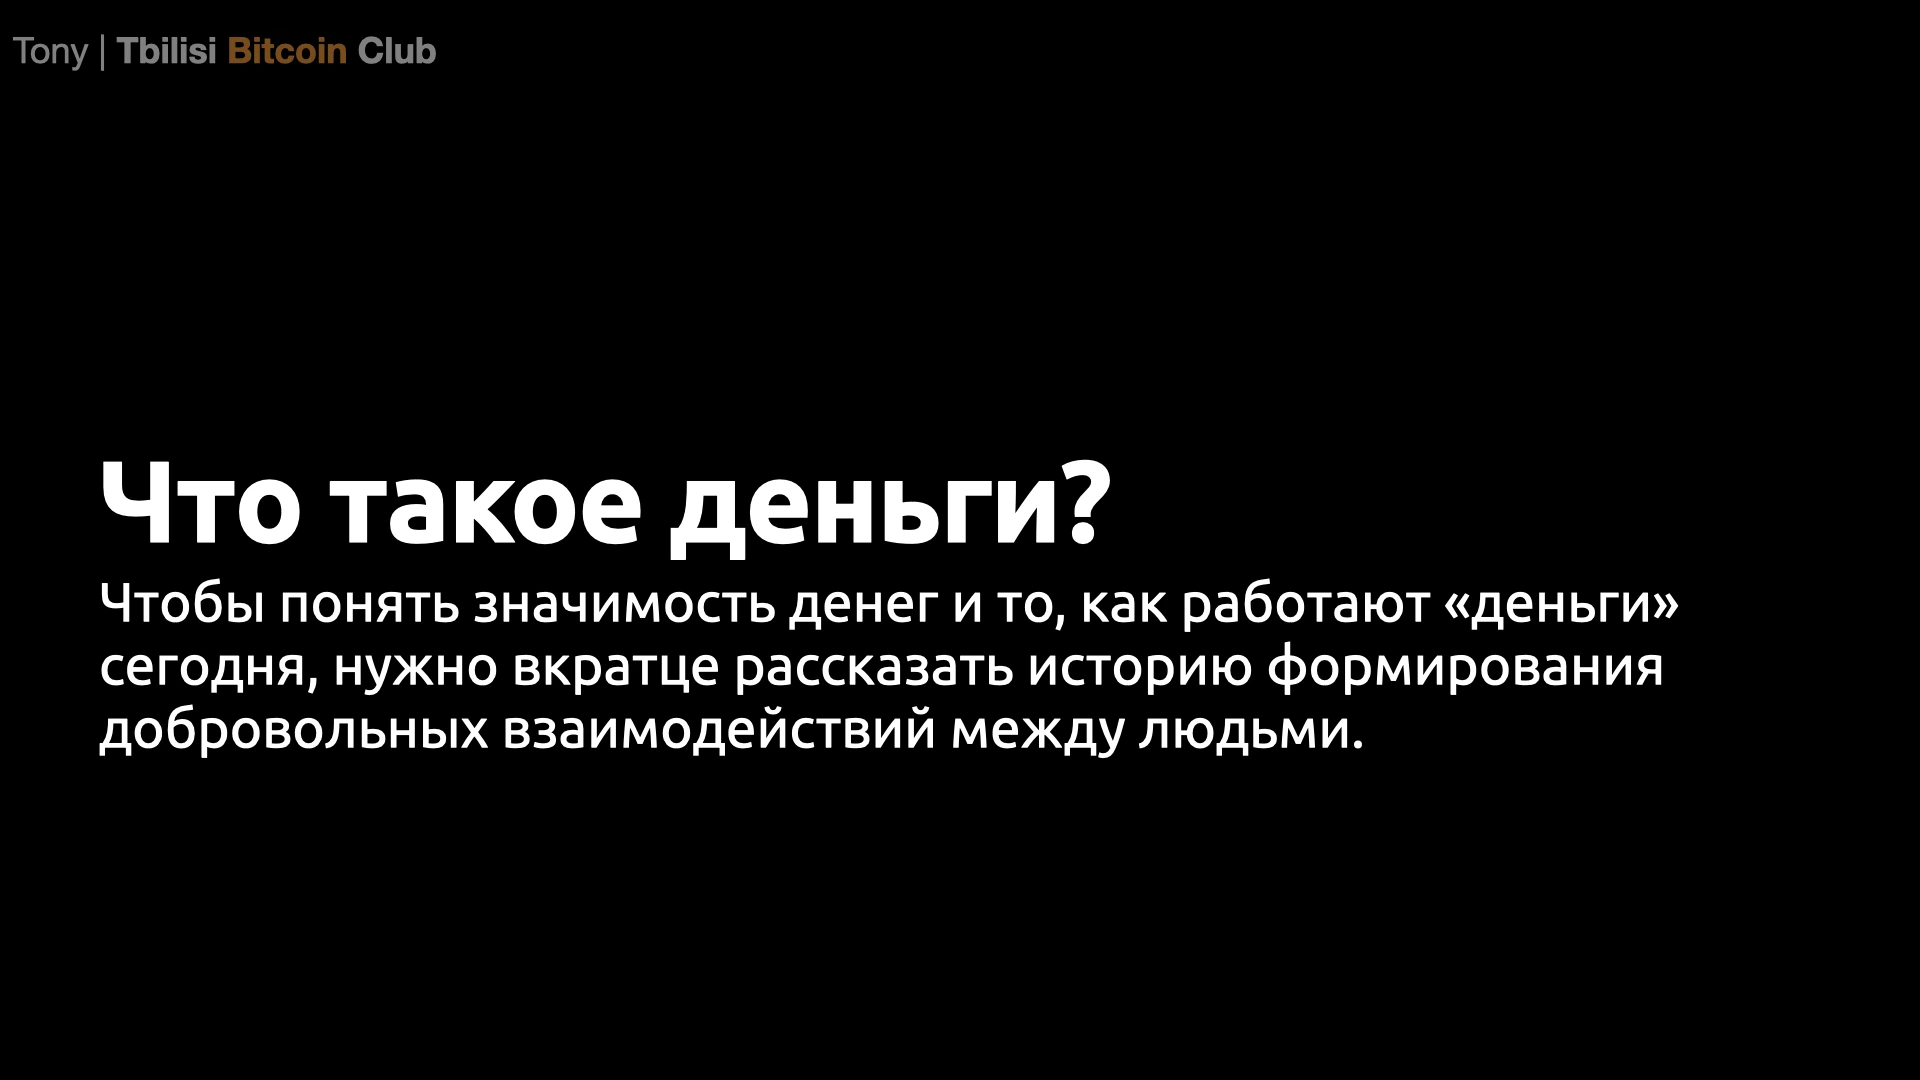 Tony | Tbilisi Bitcoin Club
Что такое деньги?
Чтобы понять значимость денег и то, как работают «деньги»
сегодня, нужно вкратце рассказать историю формирования
добровольных взаимодействий между людьми.